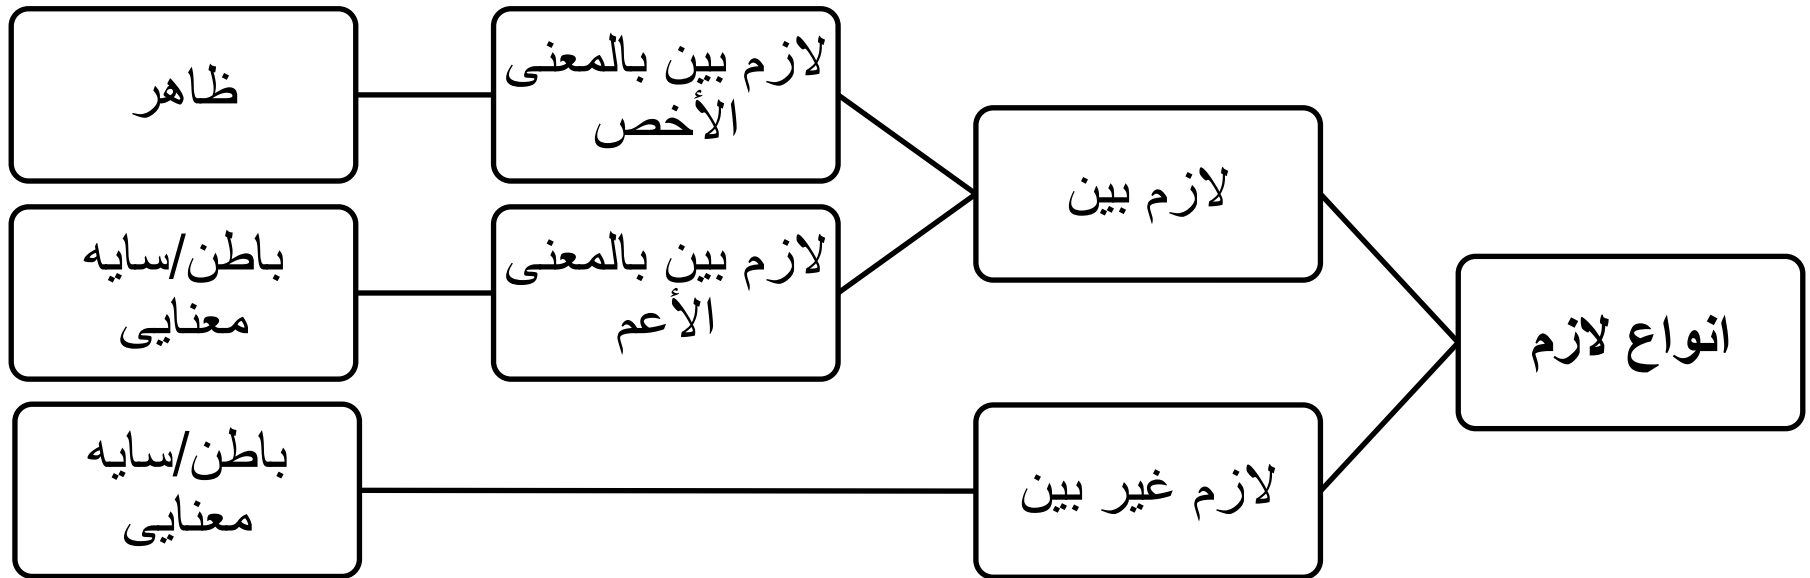 انواع لازم
لازم بین
لازم بین بالمعنی
الأخص
ظاهر
لازم بین بالمعنی
الأعم
باطن/سایه
معنایی
لازم غیر بین
باطن/سایه
معنایی